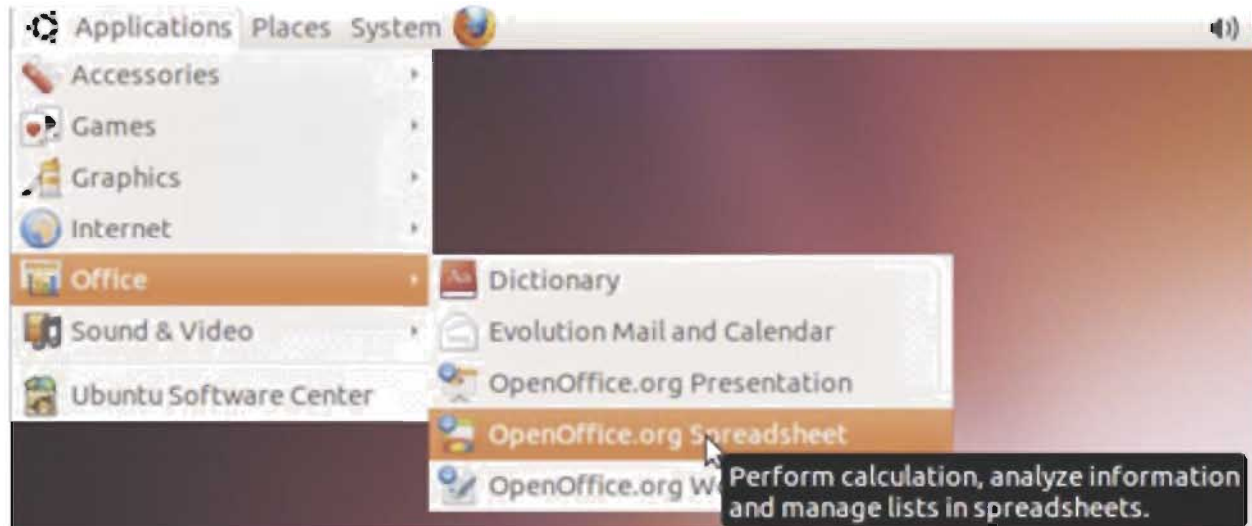 Applications Places System
Accessories
Games
Graphics
Internet
Office
Sound & Video
Ubuntu Software Center
Aa Dictionary
Evolution Mail and Calendar
OpenOffice.org Presentation
OpenOffice.org Spreadsheet
OpenOffice.org
Perform calculation, analyze information
and manage lists in spreadsheets.